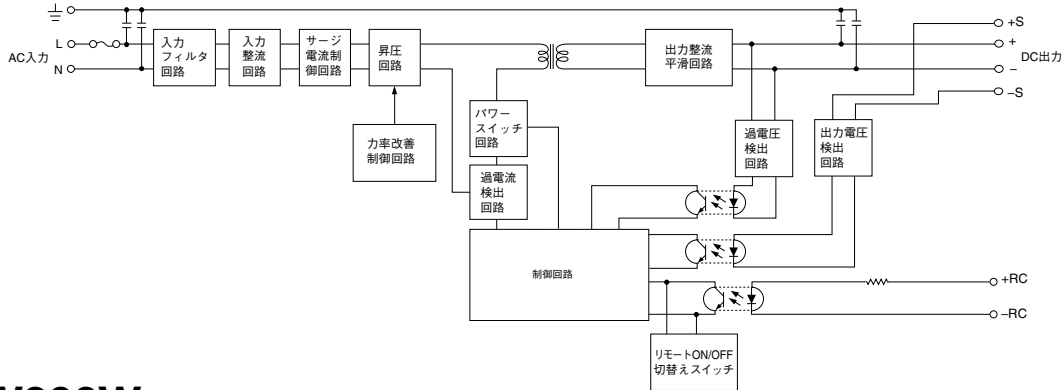 +S
L
AC入力
N
入力
フィルタ
回路
入力
整流
回路
サージ
電流制
御回路
昇圧
回路
出力整流
平滑回路
+
DC出力
−
−S
パワー
スイッチ
回路
力率改善
制御回路
過電圧
検出
回路
出力電圧
検出
回路
過電流
検出
回路
制御回路
+RC
−RC
リモートON/OFF
切替えスイッチ